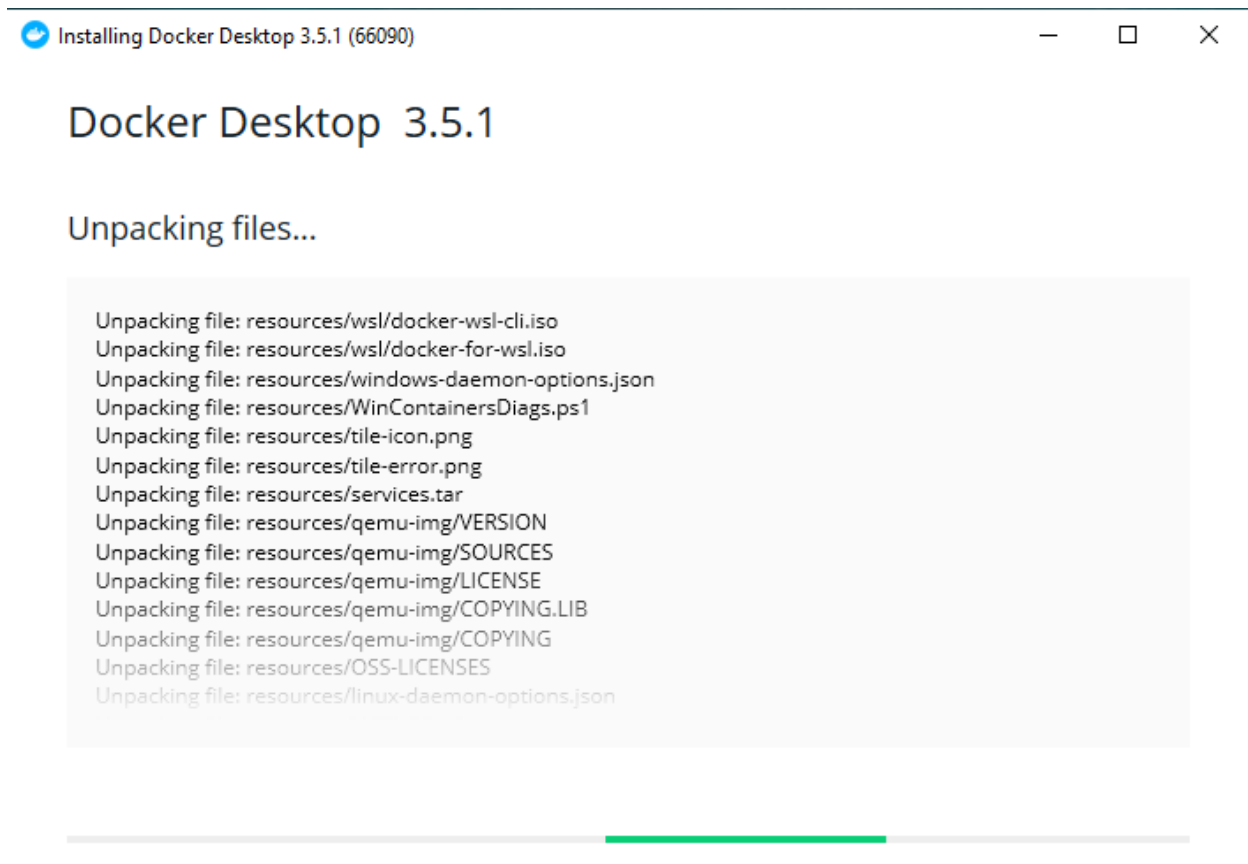 Installing Docker Desktop 3.5.1 (66090)
Docker Desktop 3.5.1
Unpacking files...
Unpacking file: resources/wsl/docker-wsl-cli.iso
Unpacking file: resources/wsl/docker-for-wsl.iso
Unpacking file: resources/windows-daemon-options.json
Unpacking file: resources/WinContainersDiags.ps1
Unpacking file: resources/tile-icon.png
Unpacking file: resources/tile-error.png
Unpacking file: resources/services.tar
Unpacking file: resources/qemu-img/VERSION
Unpacking file: resources/qemu-img/SOURCES
Unpacking file: resources/qemu-img/LICENSE
Unpacking file: resources/qemu-img/COPYING.LIB
Unpacking file: resources/qemu-img/COPYING
Unpacking file: resources/OSS-LICENSES
Unpacking file: resources/linux-daemon-options.json